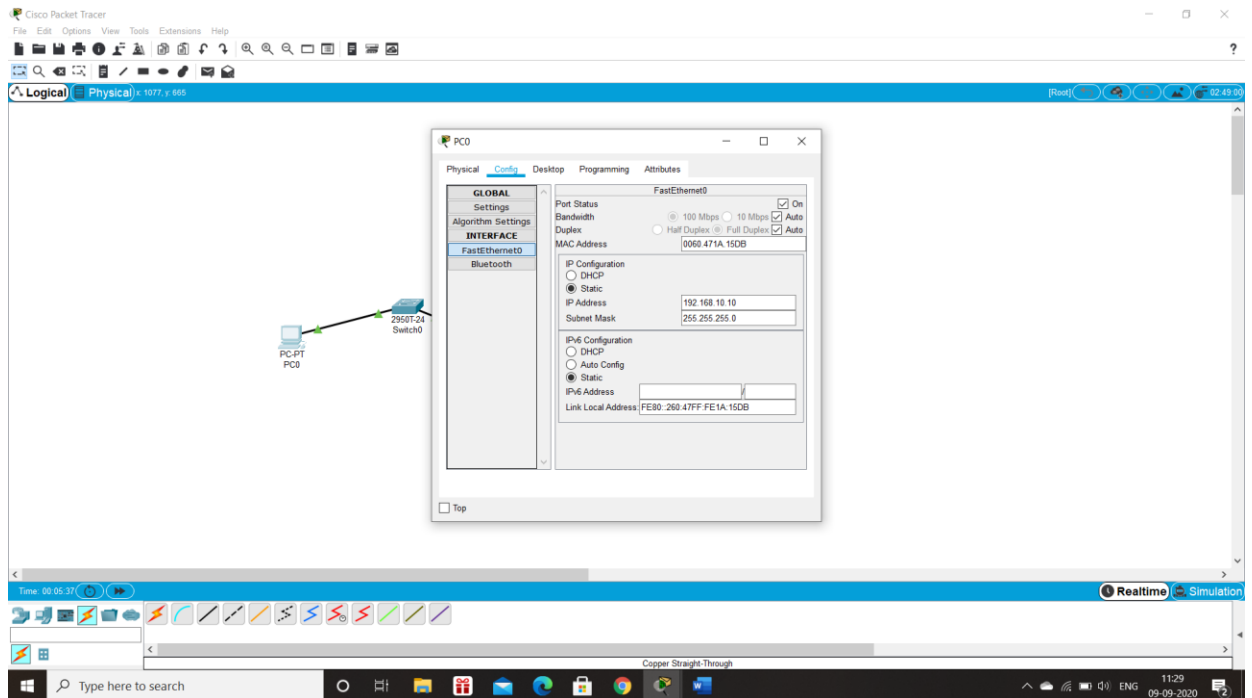 Cisco Packet Tracer
File Edit Options View Tools Extensions Help
?
Logical Physical x: 1077, y: 665 [Root] 02:49:00
PC0
Physical Config Desktop Programming Attributes
GLOBAL
Settings
Algorithm Settings
INTERFACE
FastEthernet0
Bluetooth
FastEthernet0
Port Status On
Bandwidth 100 Mbps 10 Mbps Auto
Duplex Half Duplex Full Duplex Auto
MAC Address 0060.471A.15DB
IP Configuration
DHCP
Static
IP Address 192.168.10.10
Subnet Mask 255.255.255.0
IPv6 Configuration
DHCP
Auto Config
Static
IPv6 Address /
Link Local Address: FE80::260:47FF:FE1A:15DB
Top
2950T-24
Switch0
PC-PT
PC0
Time: 00:05:37 Realtime Simulation
Copper Straight-Through
Type here to search
ENG
11:29
09-09-2020
2